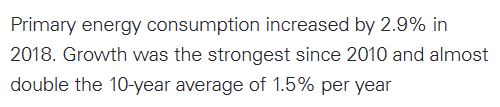 Primary energy consumption increased by 2.9% in
2018. Growth was the strongest since 2010 and almost
double the 10-year average of 1.5% per year